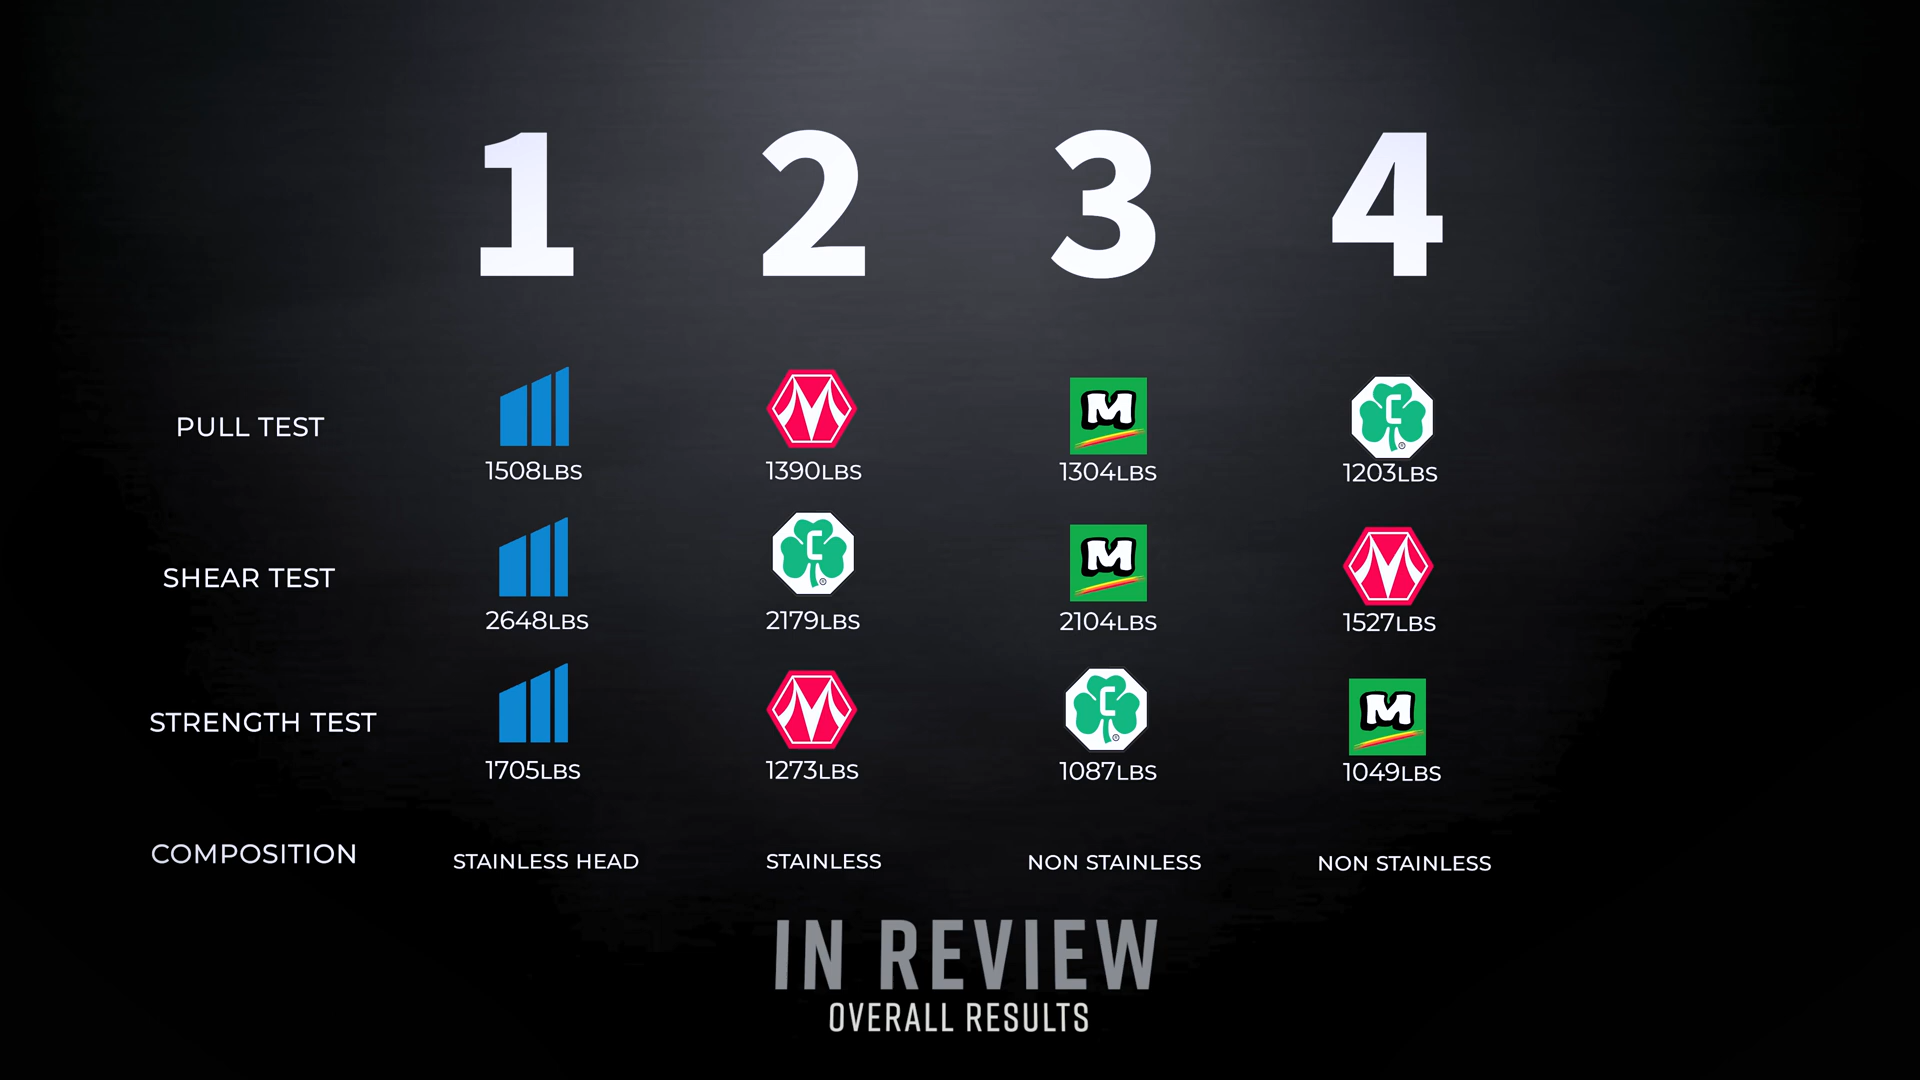 1 2 3 4
PULL TEST
M
C
1508LBS 1390LBS 1304LBS 1203LBS
SHEAR TEST
C
M
2648LBS 2179LBS 2104LBS 1527LBS
STRENGTH TEST
C
M
1705LBS 1273LBS 1087LBS 1049LBS
COMPOSITION STAINLESS HEAD STAINLESS NON STAINLESS NON STAINLESS
IN REVIEW
OVERALL RESULTS